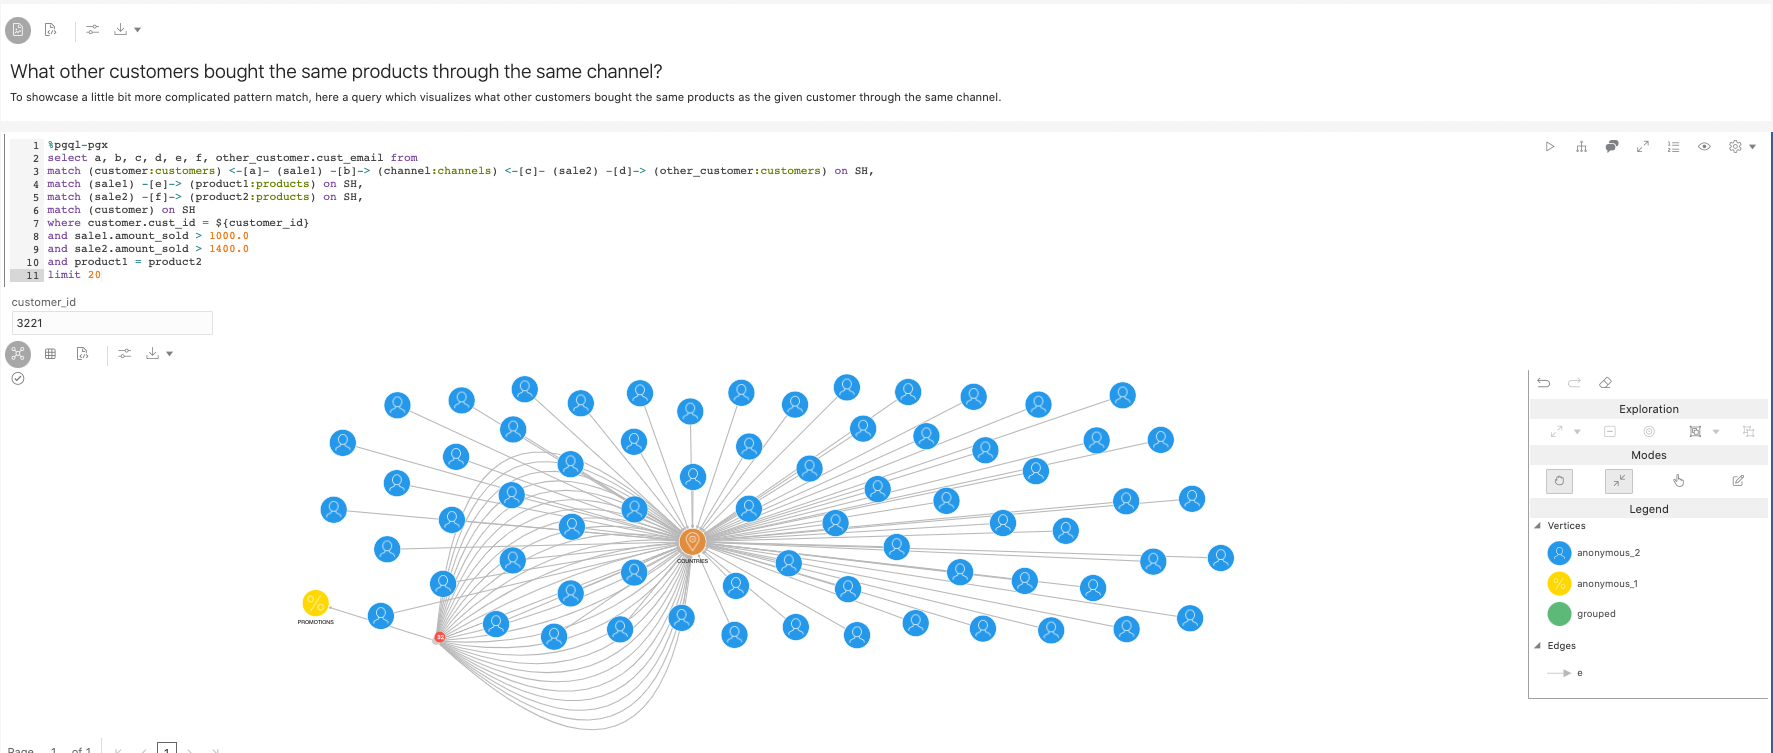 What other customers bought the same products through the same channel?
To showcase a little bit more complicated pattern match, here a query which visualizes what other customers bought the same products as the given customer through the same channel.
1 %pgql-pgx
2 select a, b, c, d, e, f, other_customer.cust_email from
3 match (customer:customers) <-[a]- (sale1) -[b]-> (channel:channels) <-[c]- (sale2) -[d]-> (other_customer:customers) on SH,
4 match (sale1) -[e]-> (product1:products) on SH,
5 match (sale2) -[f]-> (product2:products) on SH,
6 match (customer) on SH
7 where customer.cust_id = ${customer_id}
8 and sale1.amount_sold > 1000.0
9 and sale2.amount_sold > 1400.0
10 and product1 = product2
11 limit 20
customer_id
3221
Exploration
Modes
Legend
Vertices
anonymous_2
anonymous_1
grouped
Edges
e
COUNTRIES
PROMOTIONS
Page 1 of 1 1